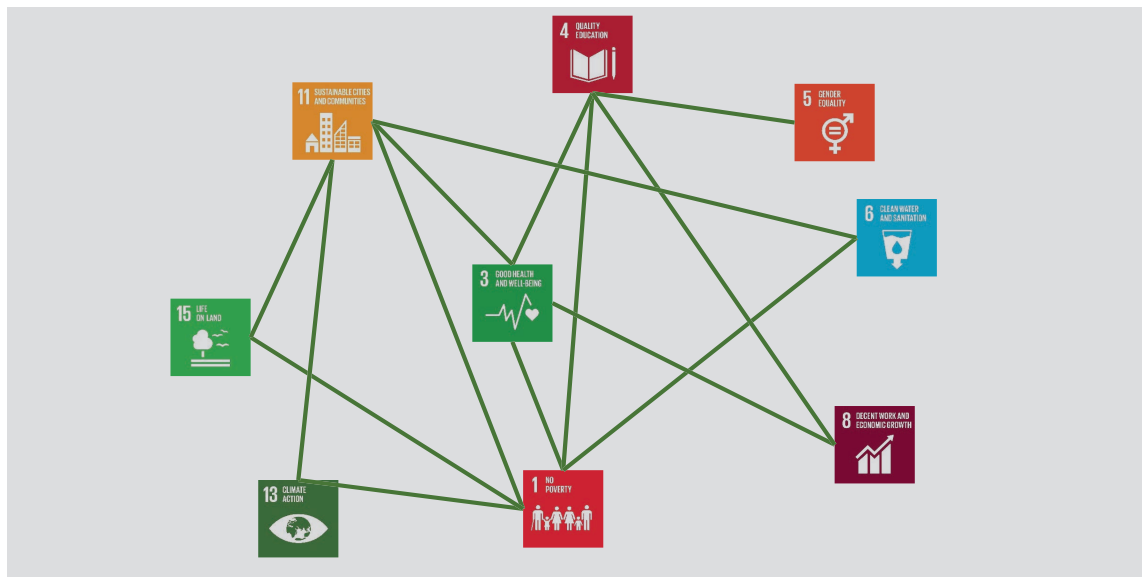 4 QUALITY
EDUCATION
11 SUSTAINABLE CITIES
AND COMMUNITIES
5 GENDER
EQUALITY
6 CLEAN WATER
AND SANITATION
3 GOOD HEALTH
AND WELL-BEING
15 LIFE
ON LAND
8 DECENT WORK AND
ECONOMIC GROWTH
13 CLIMATE
ACTION
1 NO
POVERTY